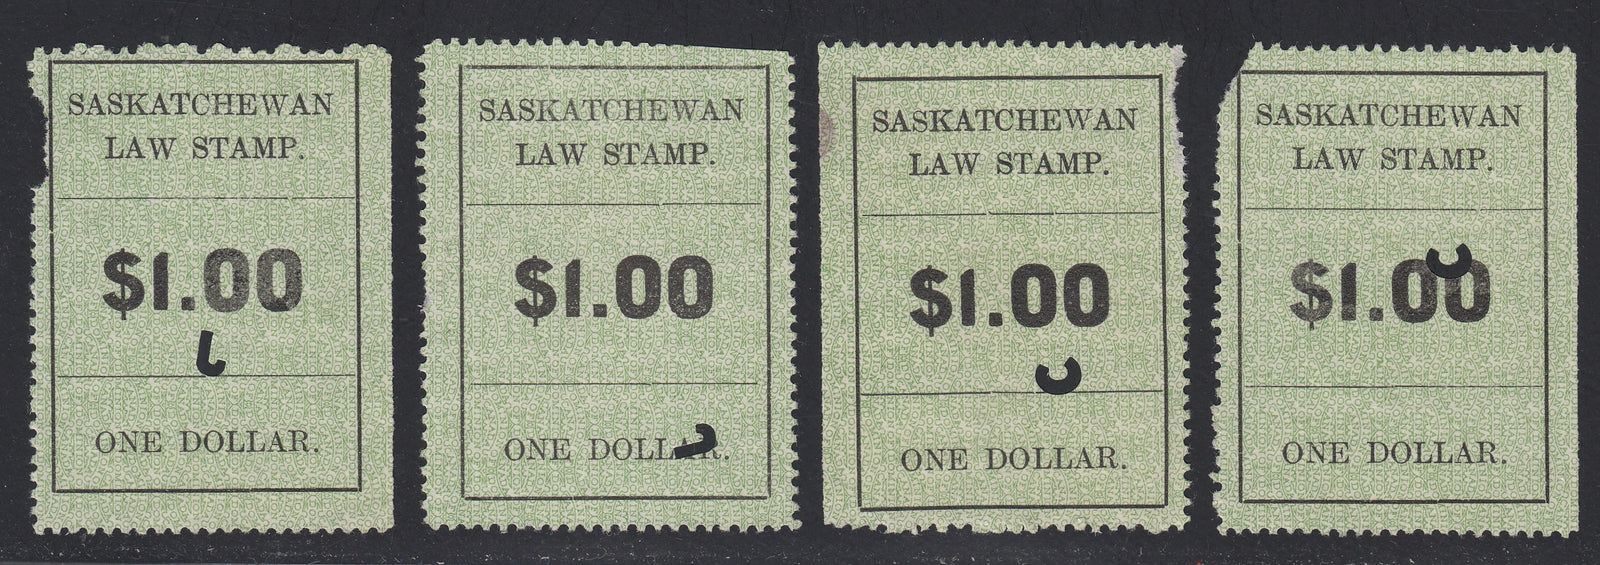 SASKATCHEWAN
LAW STAMP.
$1.00
ONE DOLLAR.
SASKATCHEWAN
LAW STAMP.
$1.00
ONE DOLLAR.
SASKATCHEWAN
LAW STAMP.
$1.00
ONE DOLLAR.
SASKATCHEWAN
LAW STAMP.
$1.00
ONE DOLLAR.